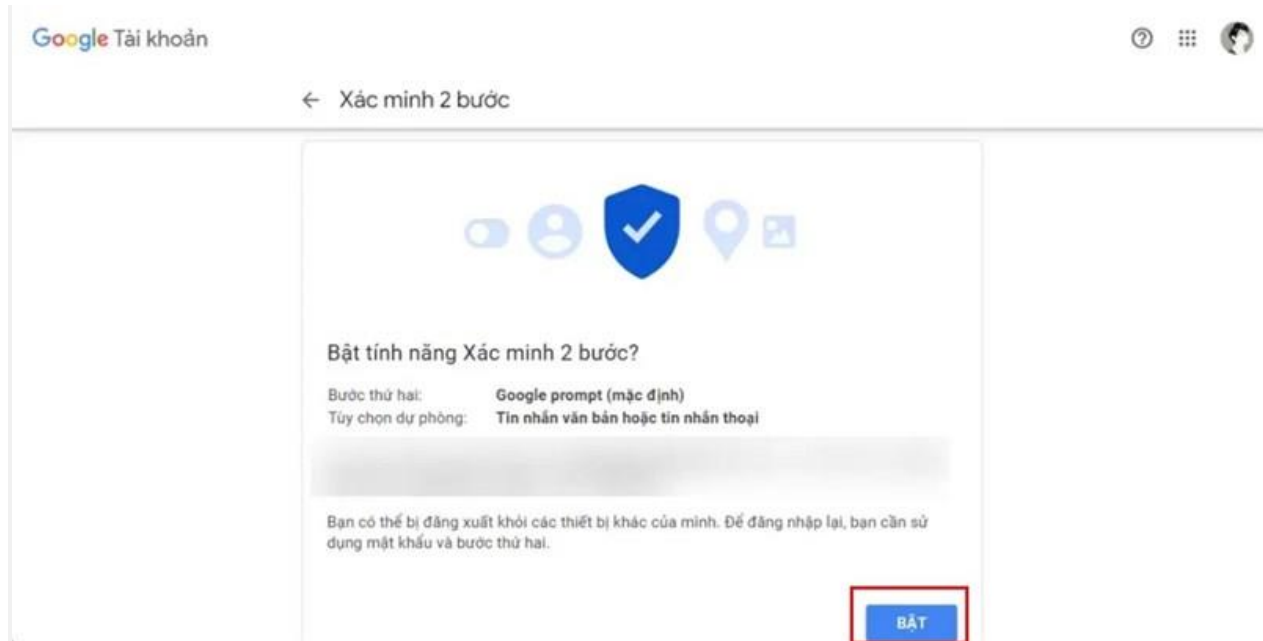 Google Tài khoản
← Xác minh 2 bước
Bật tính năng Xác minh 2 bước?
Bước thứ hai: Google prompt (mặc định)
Tùy chọn dự phòng: Tin nhắn văn bản hoặc tin nhắn thoại
Bạn có thể bị đăng xuất khỏi các thiết bị khác của mình. Để đăng nhập lại, bạn cần sử
dụng mật khẩu và bước thứ hai.
BẬT